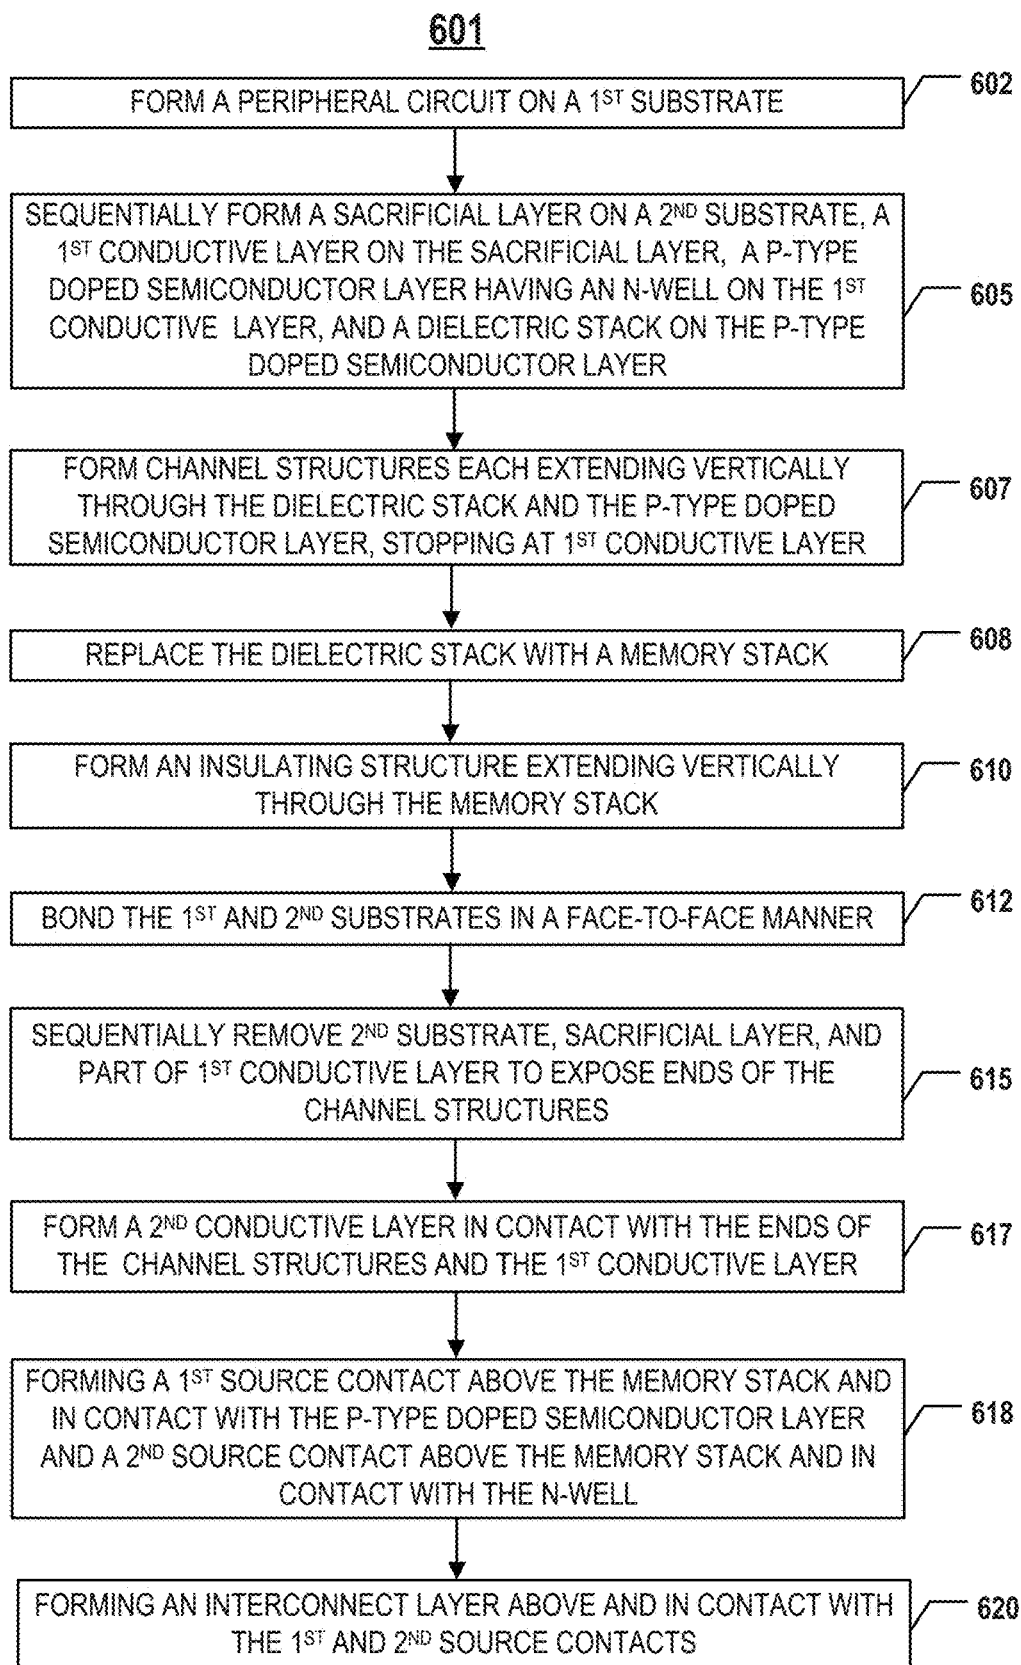 601
FORM A PERIPHERAL CIRCUIT ON A 1ST SUBSTRATE
602
SEQUENTIALLY FORM A SACRIFICIAL LAYER ON A 2ND SUBSTRATE, A
1ST CONDUCTIVE LAYER ON THE SACRIFICIAL LAYER, A P-TYPE
DOPED SEMICONDUCTOR LAYER HAVING AN N-WELL ON THE 1ST
CONDUCTIVE LAYER, AND A DIELECTRIC STACK ON THE P-TYPE
DOPED SEMICONDUCTOR LAYER
605
FORM CHANNEL STRUCTURES EACH EXTENDING VERTICALLY
THROUGH THE DIELECTRIC STACK AND THE P-TYPE DOPED
SEMICONDUCTOR LAYER, STOPPING AT 1ST CONDUCTIVE LAYER
607
REPLACE THE DIELECTRIC STACK WITH A MEMORY STACK
608
FORM AN INSULATING STRUCTURE EXTENDING VERTICALLY
THROUGH THE MEMORY STACK
610
BOND THE 1ST AND 2ND SUBSTRATES IN A FACE-TO-FACE MANNER
612
SEQUENTIALLY REMOVE 2ND SUBSTRATE, SACRIFICIAL LAYER, AND
PART OF 1ST CONDUCTIVE LAYER TO EXPOSE ENDS OF THE
CHANNEL STRUCTURES
615
FORM A 2ND CONDUCTIVE LAYER IN CONTACT WITH THE ENDS OF
THE CHANNEL STRUCTURES AND THE 1ST CONDUCTIVE LAYER
617
FORMING A 1ST SOURCE CONTACT ABOVE THE MEMORY STACK AND
IN CONTACT WITH THE P-TYPE DOPED SEMICONDUCTOR LAYER
AND A 2ND SOURCE CONTACT ABOVE THE MEMORY STACK AND IN
CONTACT WITH THE N-WELL
618
FORMING AN INTERCONNECT LAYER ABOVE AND IN CONTACT WITH
THE 1ST AND 2ND SOURCE CONTACTS
620